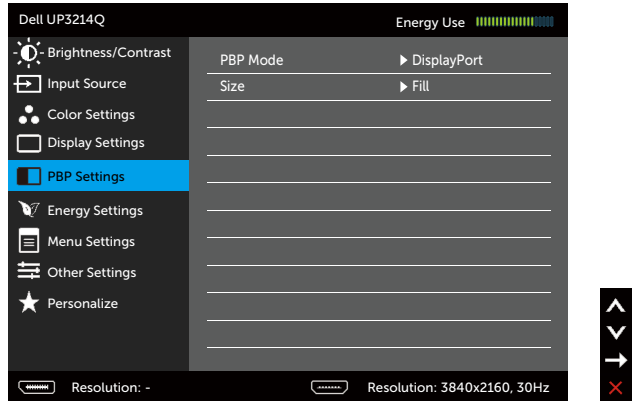 Dell UP3214Q
Energy Use
Brightness/Contrast
Input Source
Color Settings
Display Settings
PBP Settings
Energy Settings
Menu Settings
Other Settings
Personalize
PBP Mode DisplayPort
Size Fill
Resolution: - Resolution: 3840x2160, 30Hz